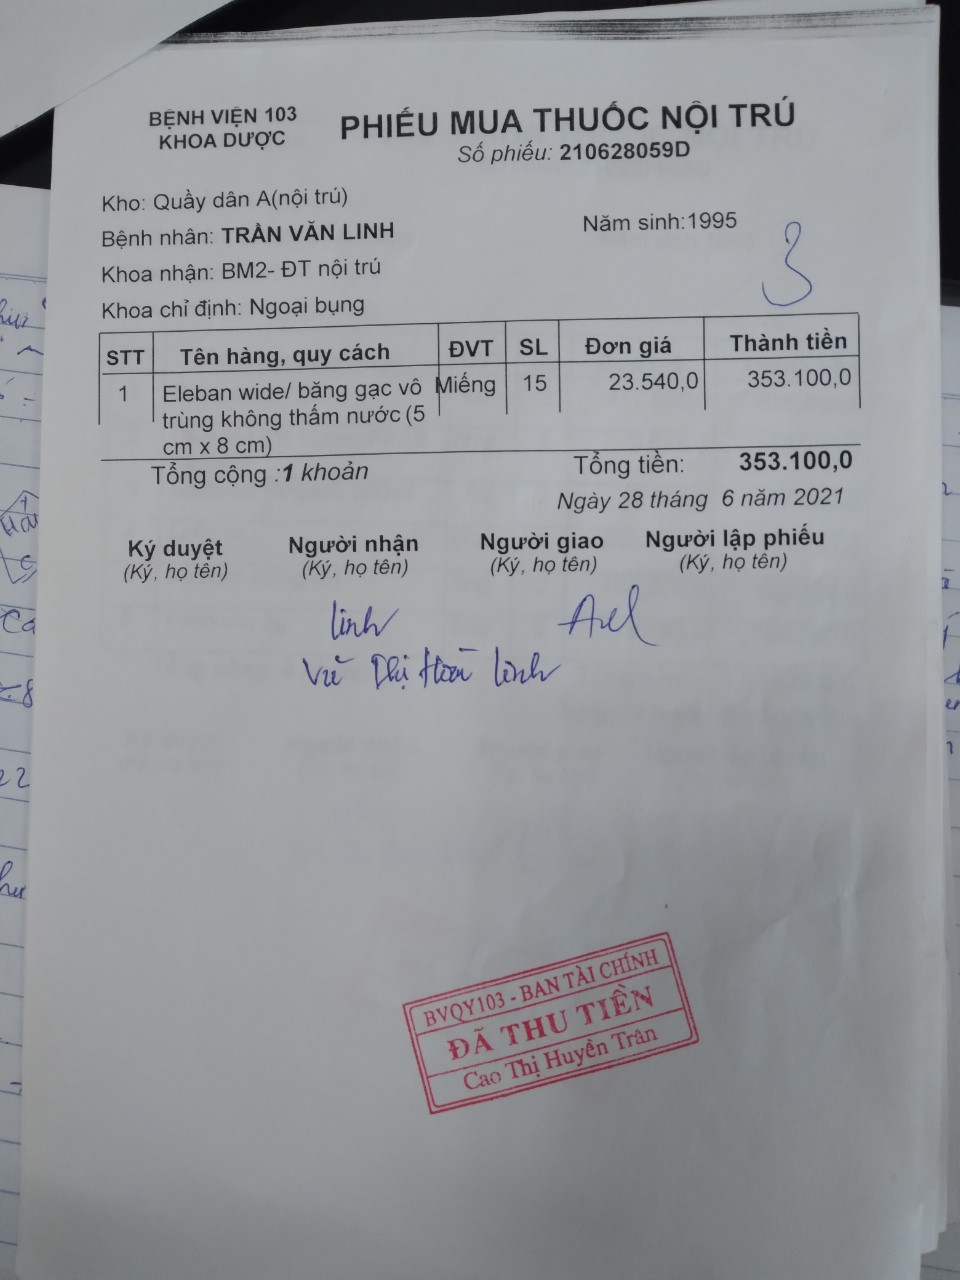 BỆNH VIỆN 103
KHOA DƯỢC
PHIẾU MUA THUỐC NỘI TRÚ
Số phiếu: 210628059D
Kho: Quầy dân A(nội trú)
Bệnh nhân: TRẦN VĂN LINH
Năm sinh:1995
3
Khoa nhận: BM2- ĐT nội trú
Khoa chỉ định: Ngoại bụng
STT Tên hàng, quy cách ĐVT SL Đơn giá Thành tiền
1 Eleban wide/ băng gạc vô Miếng 15 23.540,0 353.100,0
trùng không thấm nước (5
cm x 8 cm)
Tổng cộng :1 khoản Tổng tiền: 353.100,0
Ngày 28 tháng 6 năm 2021
Ký duyệt Người nhận Người giao Người lập phiếu
(Ký, họ tên) (Ký, họ tên) (Ký, họ tên) (Ký, họ tên)
linh
Vũ Thị Hoài linh
BVQY103 - BAN TÀI CHÍNH
ĐÃ THU TIỀN
Cao Thị Huyền Trân